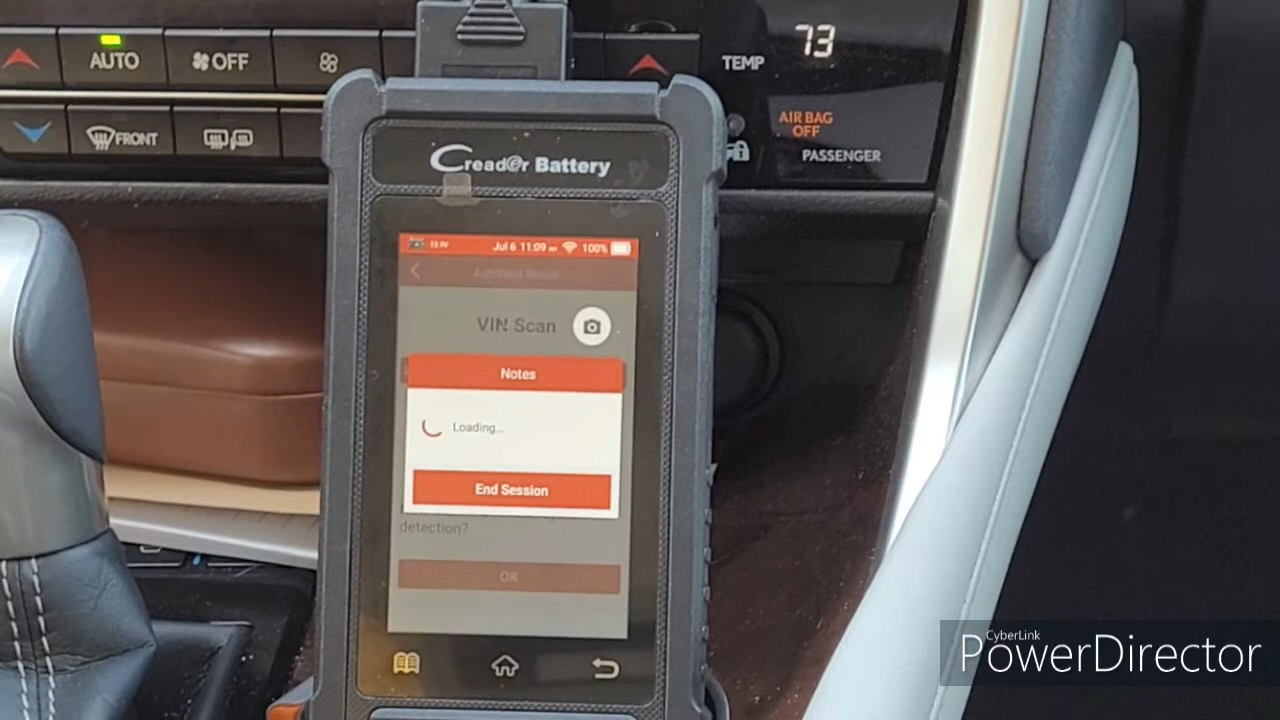 73
AUTO
OFF
TEMP
AIR BAG
OFF
FRONT
PASSENGER
Creader Battery
Jul 6 11:09 100%
VIN Scan
Notes
Loading...
End Session
detection?
OK
CyberLink
PowerDirector